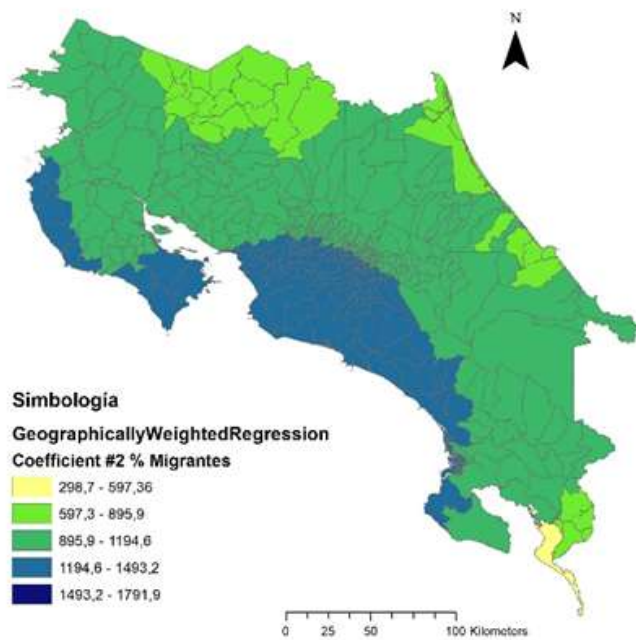 N
Simbología
GeographicallyWeightedRegression
Coefficient #2 % Migrantes
298,7 - 597,36
597,3 - 895,9
895,9 - 1194,6
1194,6 - 1493,2
1493,2 - 1791,9
0 25 50 100 Kilometers